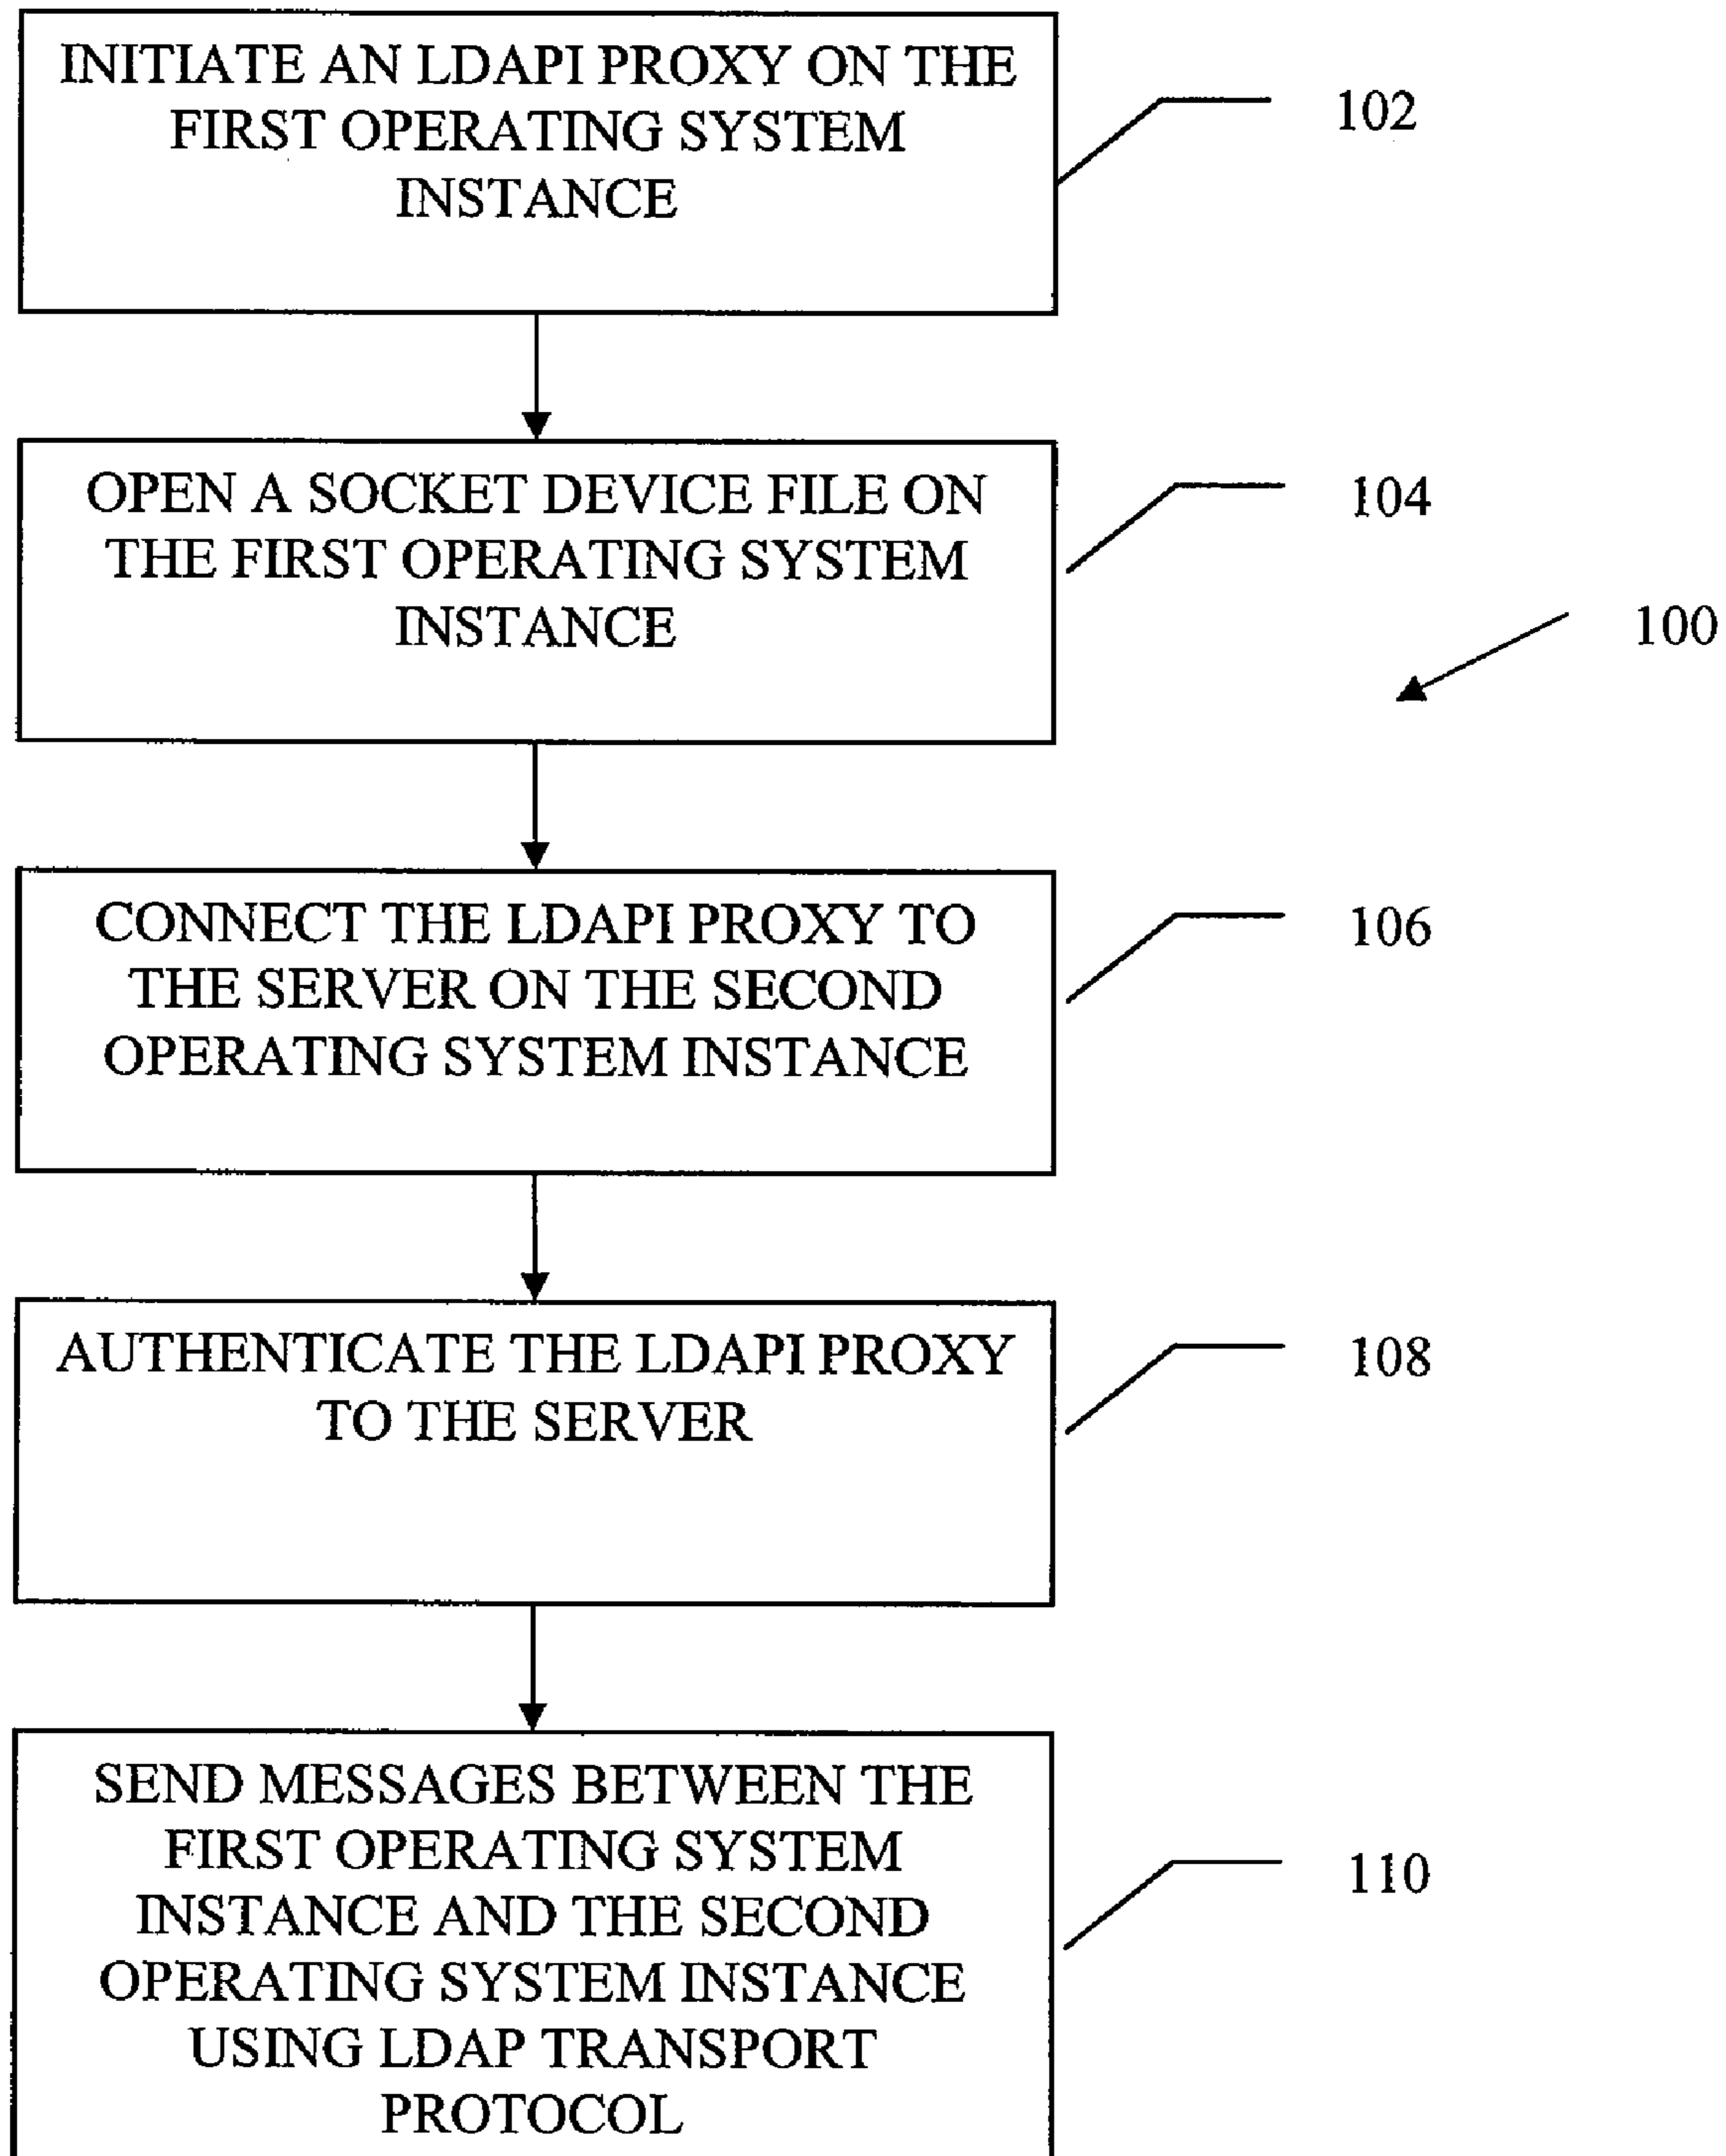 INITIATE AN LDAPI PROXY ON THE
FIRST OPERATING SYSTEM
INSTANCE
102
OPEN A SOCKET DEVICE FILE ON
THE FIRST OPERATING SYSTEM
INSTANCE
104
100
CONNECT THE LDAPI PROXY TO
THE SERVER ON THE SECOND
OPERATING SYSTEM INSTANCE
106
AUTHENTICATE THE LDAPI PROXY
TO THE SERVER
108
SEND MESSAGES BETWEEN THE
FIRST OPERATING SYSTEM
INSTANCE AND THE SECOND
OPERATING SYSTEM INSTANCE
USING LDAP TRANSPORT
PROTOCOL
110